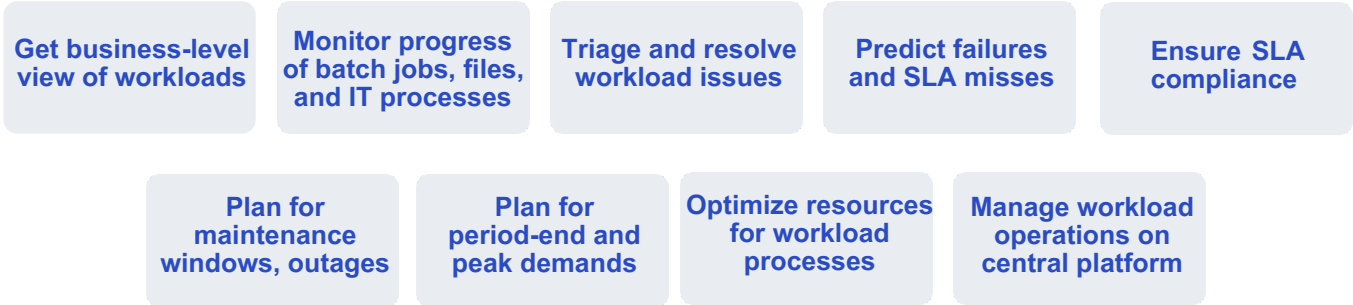 Get business-level
view of workloads
Monitor progress
of batch jobs, files,
and IT processes
Triage and resolve
workload issues
Predict failures
and SLA misses
Ensure SLA
compliance
Plan for
maintenance
windows, outages
Plan for
period-end and
peak demands
Optimize resources
for workload
processes
Manage workload
operations on
central platform